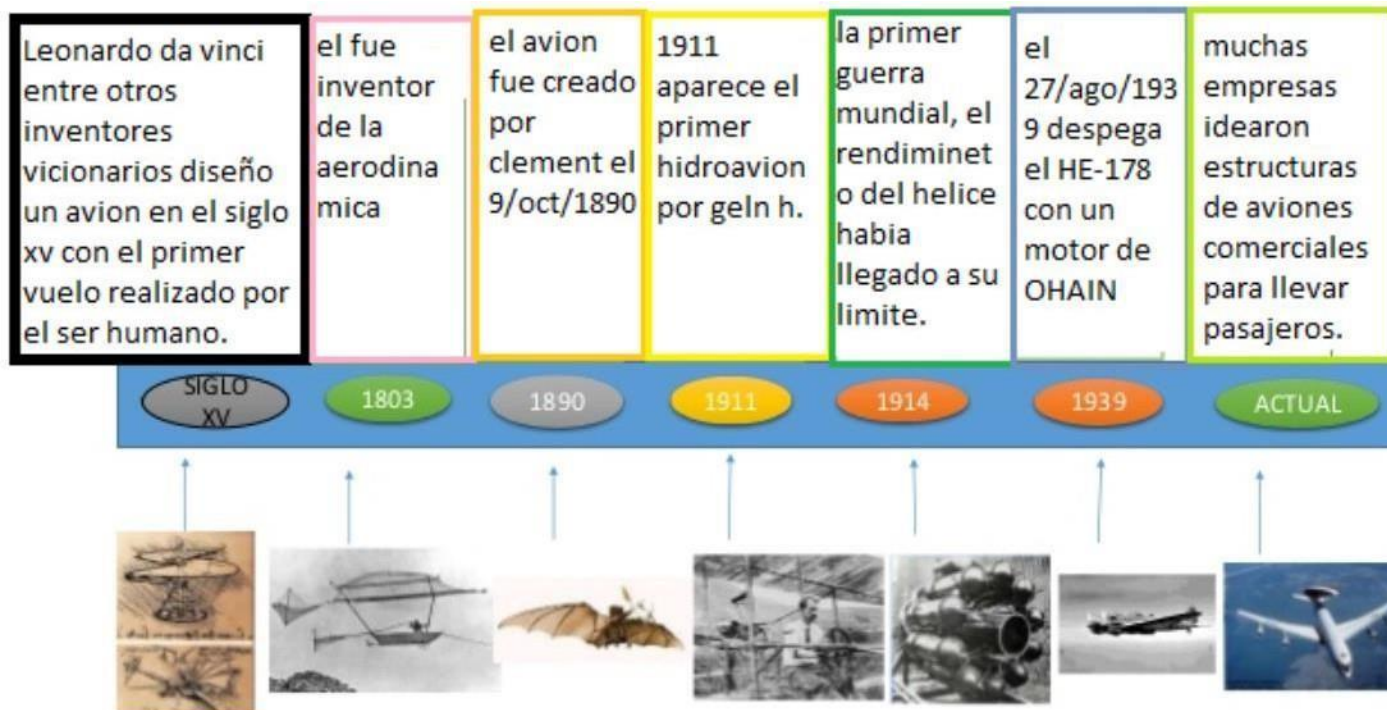 Leonardo da vinci
entre otros
inventores
vicionarios diseño
un avion en el siglo
xv con el primer
vuelo realizado por
el ser humano.
el fue
inventor
de la
aerodina
mica
el avion
fue creado
por
clement el
9/oct/1890
1911
aparece el
primer
hidroavion
por geln h.
la primer
guerra
mundial, el
rendiminet
o del helice
habia
llegado a su
limite.
el
27/ago/193
9 despega
el HE-178
con un
motor de
OHAIN
muchas
empresas
idearon
estructuras
de aviones
comerciales
para llevar
pasajeros.
SIGLO
XV
1803
1890
1911
1914
1939
ACTUAL